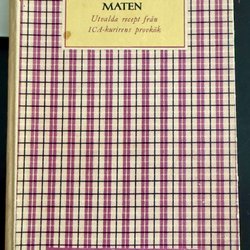 MATEN
Utvalda recept från
ICA-kurirens provkök